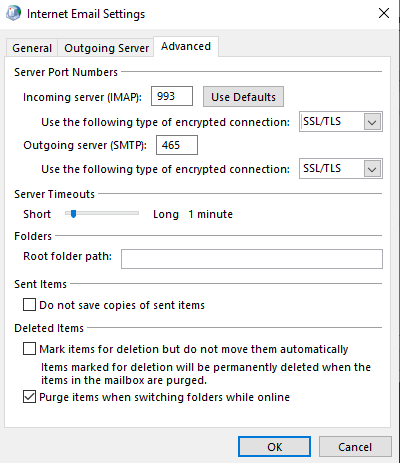 Internet Email Settings
General Outgoing Server Advanced
Server Port Numbers
Incoming server (IMAP): 993 Use Defaults
Use the following type of encrypted connection: SSL/TLS
Outgoing server (SMTP): 465
Use the following type of encrypted connection: SSL/TLS
Server Timeouts
Short Long 1 minute
Folders
Root folder path:
Sent Items
Do not save copies of sent items
Deleted Items
Mark items for deletion but do not move them automatically
Items marked for deletion will be permanently deleted when the
items in the mailbox are purged.
Purge items when switching folders while online
OK Cancel